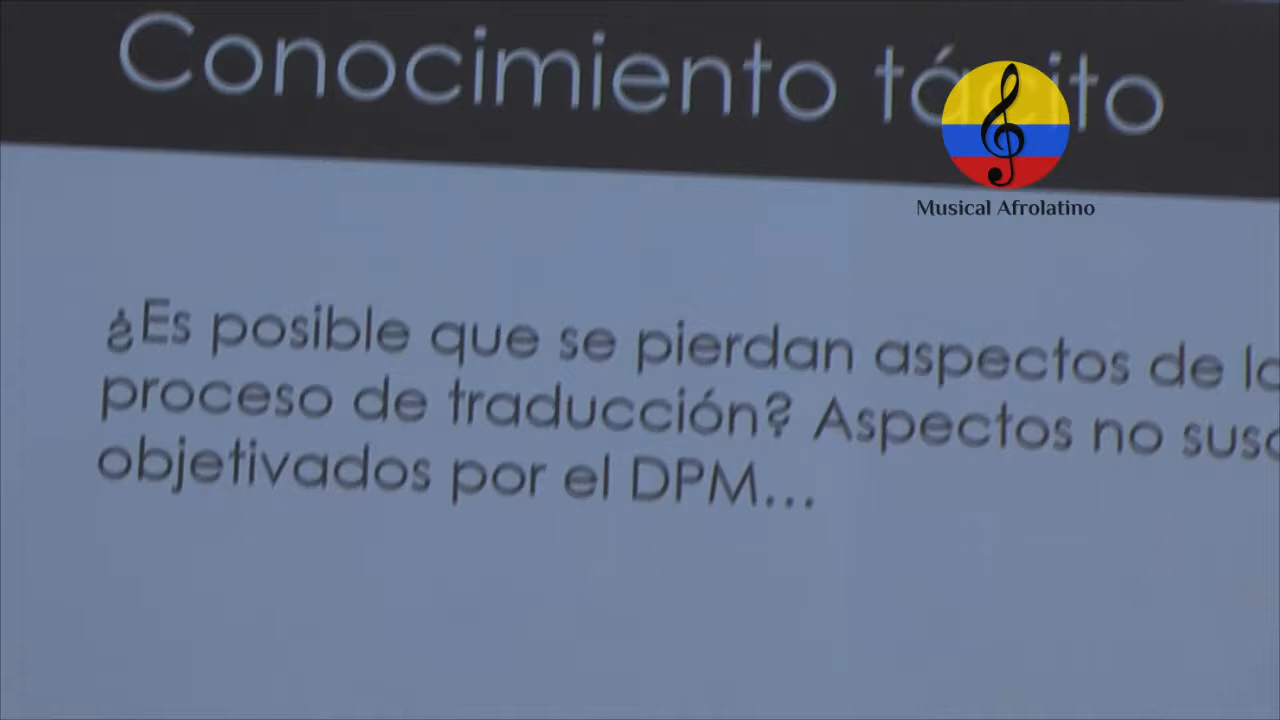 Conocimiento tácito
Musical Afrolatino
¿Es posible que se pierdan aspectos de
proceso de traducción? Aspectos no
objetivados por el DPM...